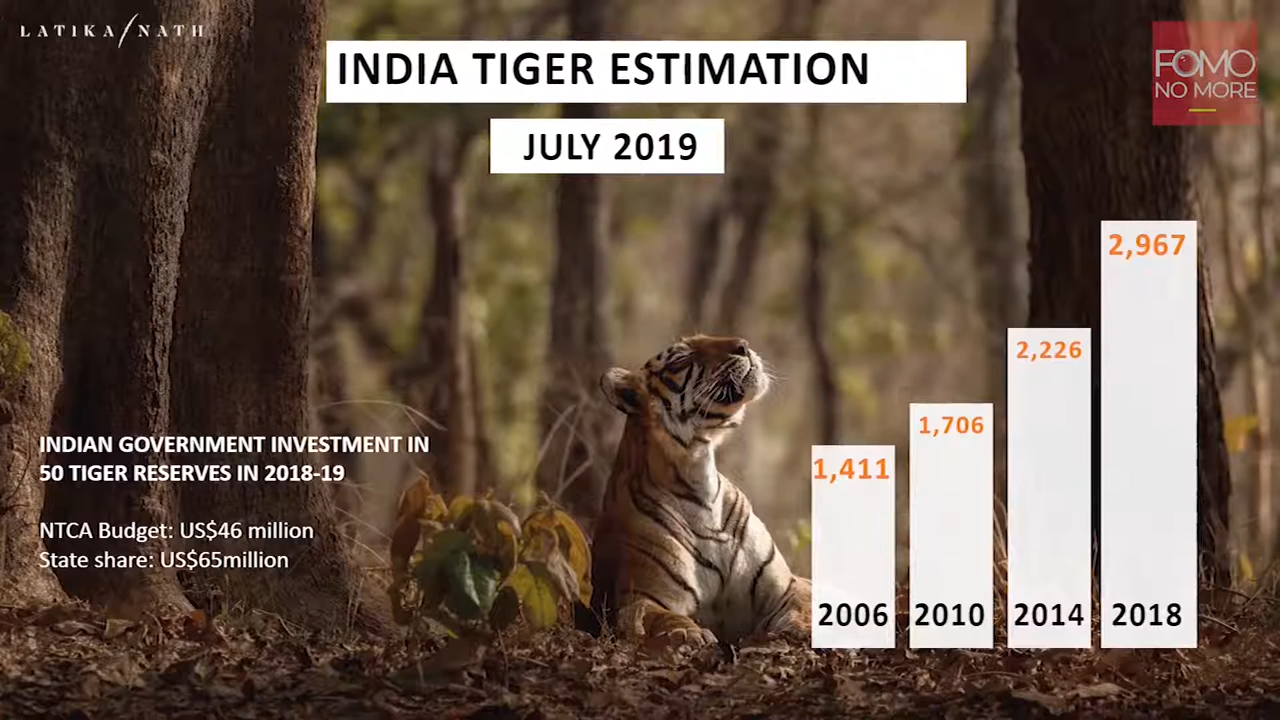 LATIKA/NATH
FOMO
NO MORE
INDIA TIGER ESTIMATION
JULY 2019
2,967
2,226
1,706
1,411
INDIAN GOVERNMENT INVESTMENT IN
50 TIGER RESERVES IN 2018-19
NTCA Budget: US$46 million
State share: US$65million
2006 2010 2014 2018